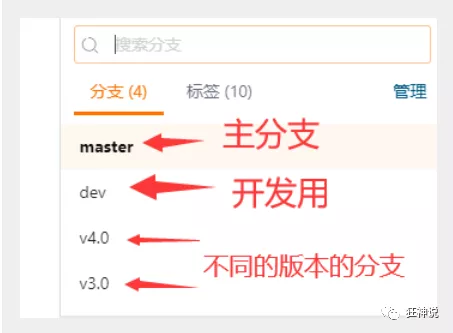 搜索分支
分支 (4) 标签 (10) 管理
master 主分支
dev 开发用
v4.0
不同的版本的分支
v3.0
狂神说